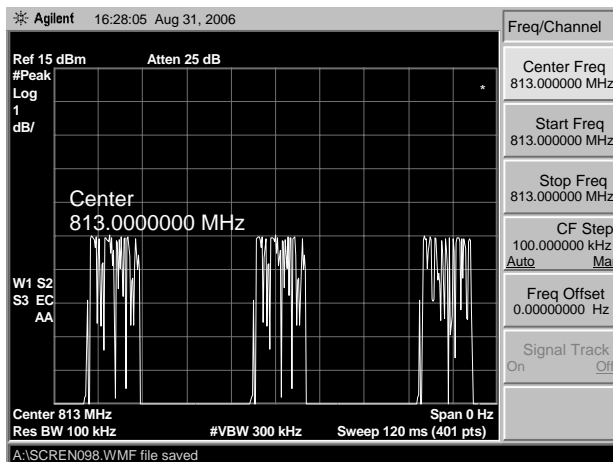 Agilent 16:28:05 Aug 31, 2006
Ref 15 dBm Atten 25 dB
#Peak
Log
1
dB/
*
Center
813.0000000 MHz
W1 S2
S3 EC
AA
Center 813 MHz Span 0 Hz
Res BW 100 kHz #VBW 300 kHz Sweep 120 ms (401 pts)
A:\SCREN098.WMF file saved
Freq/Channel
Center Freq
813.000000 MHz
Start Freq
813.000000 MHz
Stop Freq
813.000000 MHz
CF Step
100.000000 kHz
Auto Ma
Freq Offset
0.00000000 Hz
Signal Track
On Off